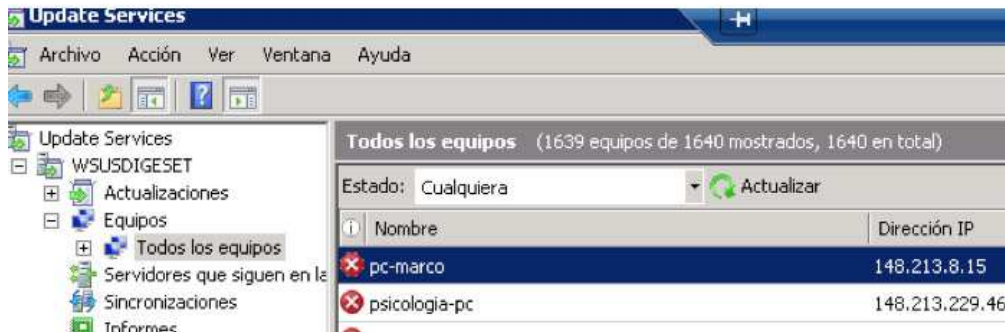 Update Services
Archivo Acción Ver Ventana Ayuda
Update Services
WSUSDIGESET
Actualizaciones
Equipos
Todos los equipos
Servidores que siguen en la
Sincronizaciones
Informes
Todos los equipos (1639 equipos de 1640 mostrados, 1640 en total)
Estado: Cualquiera Actualizar
Nombre Dirección IP
pc-marco 148.213.8.15
psicologia-pc 148.213.229.46